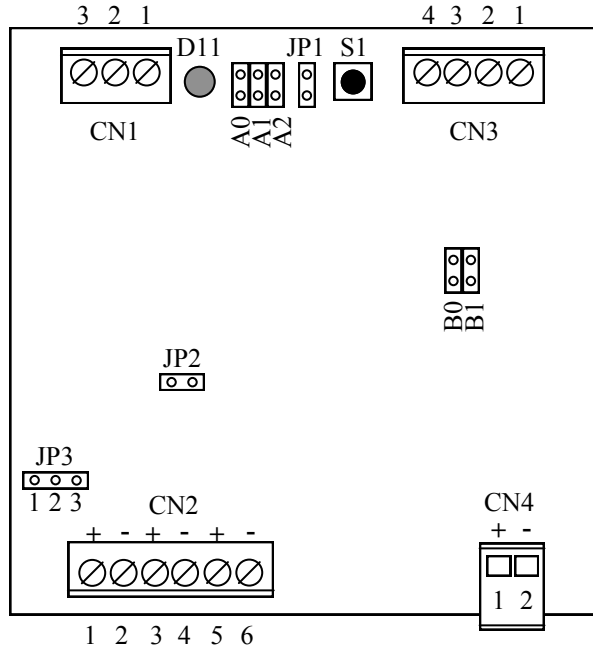 3 2 1
4 3 2 1
D11
JP1
S1
CN1
A0
A1
A2
CN3
B0
B1
JP2
JP3
1 2 3
CN2
+ - + - + -
1 2 3 4 5 6
CN4
+ -
1 2